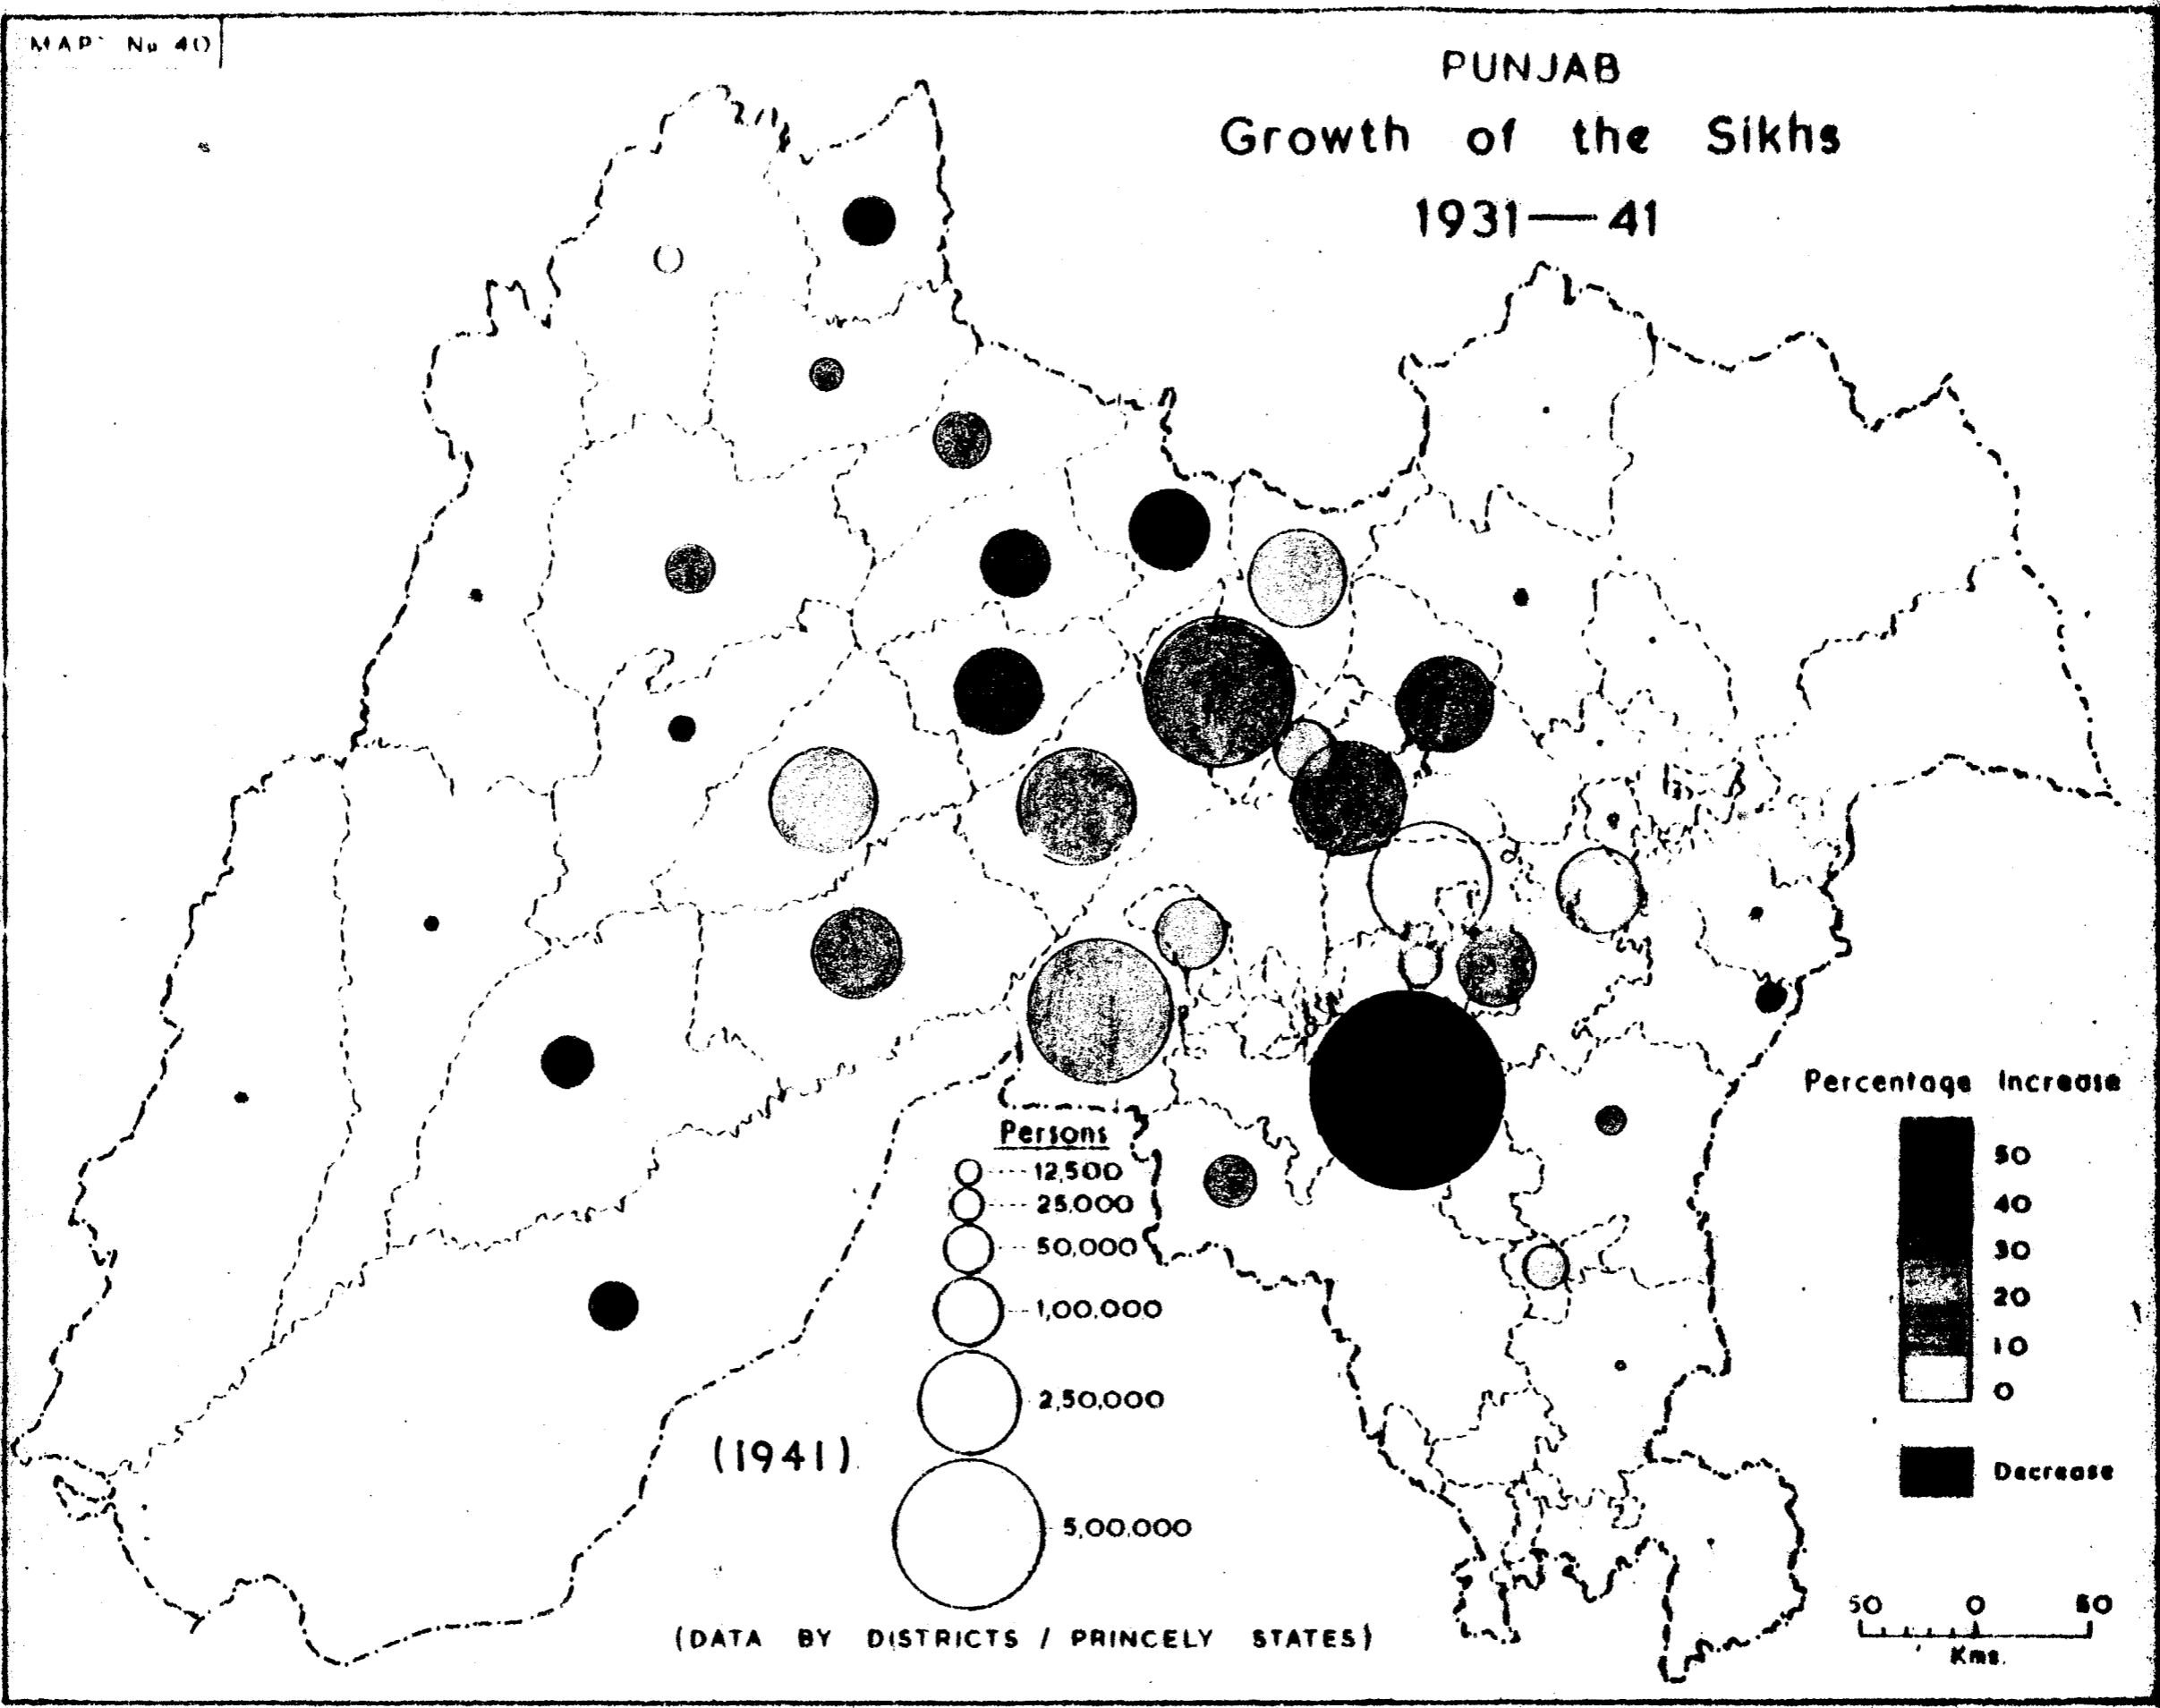 MAP No 40
PUNJAB
Growth of the Sikhs
1931—41
Percentage Increase
50
40
30
20
10
0
Decrease
Persons
12,500
25,000
50,000
1,00,000
2,50,000
5,00,000
(1941)
(DATA BY DISTRICTS / PRINCELY STATES)
50 0 50
Kms.